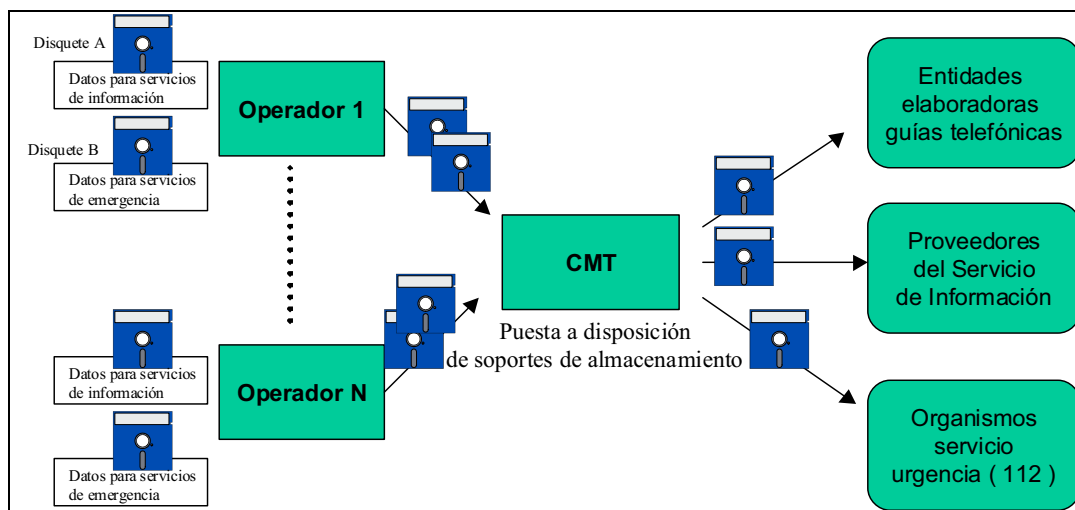 Disquete A
Datos para servicios
de información
Disquete B
Datos para servicios
de emergencia
Operador 1
Datos para servicios
de información
Datos para servicios
de emergencia
Operador N
CMT
Puesta a disposición
de soportes de almacenamiento
Entidades
elaboradoras
guías telefónicas
Proveedores
del Servicio
de Información
Organismos
servicio
urgencia ( 112 )